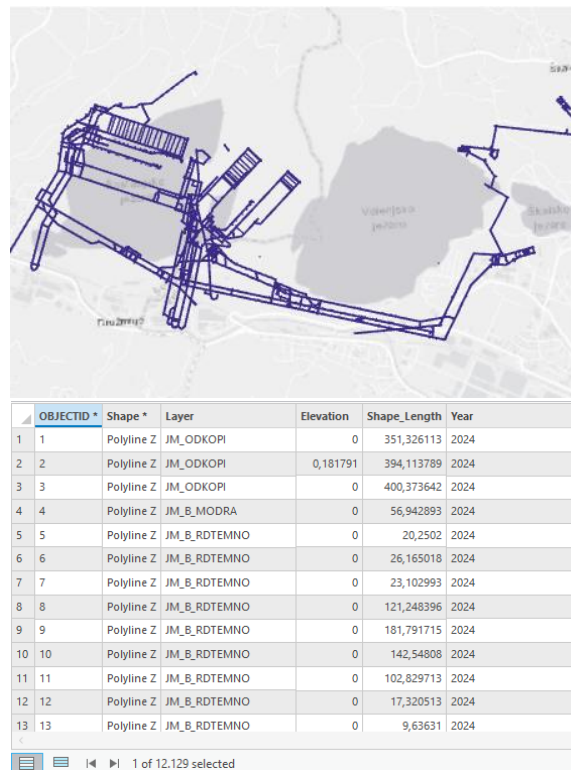 Velenjsko
jezero
Škalsko
jezero
OBJECTID * Shape * Layer Elevation Shape_Length Year
1 1 Polyline Z JM_ODKOPI 0 351,326113 2024
2 2 Polyline Z JM_ODKOPI 0,181791 394,113789 2024
3 3 Polyline Z JM_ODKOPI 0 400,373642 2024
4 4 Polyline Z JM_B_MODRA 0 56,942893 2024
5 5 Polyline Z JM_B_RDTEMNO 0 20,2502 2024
6 6 Polyline Z JM_B_RDTEMNO 0 26,165018 2024
7 7 Polyline Z JM_B_RDTEMNO 0 23,102993 2024
8 8 Polyline Z JM_B_RDTEMNO 0 121,248396 2024
9 9 Polyline Z JM_B_RDTEMNO 0 181,791715 2024
10 10 Polyline Z JM_B_RDTEMNO 0 142,54808 2024
11 11 Polyline Z JM_B_RDTEMNO 0 102,829713 2024
12 12 Polyline Z JM_B_RDTEMNO 0 17,320513 2024
13 13 Polyline Z JM_B_RDTEMNO 0 9,63631 2024
1 of 12.129 selected